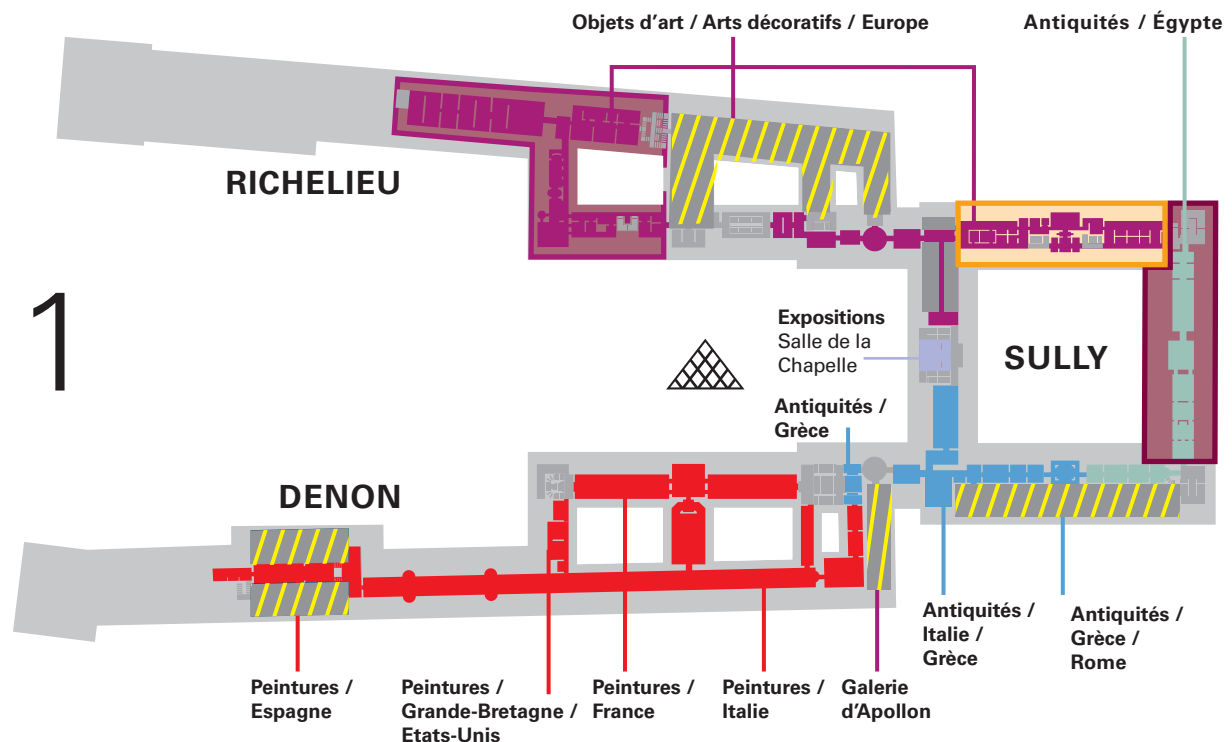 Objets d'art / Arts décoratifs / Europe
Antiquités / Égypte
RICHELIEU
1
Expositions
Salle de la
Chapelle
SULLY
Antiquités /
Grèce
DENON
Antiquités /
Italie /
Grèce
Antiquités /
Grèce /
Rome
Peintures /
Espagne
Peintures /
Grande-Bretagne /
Etats-Unis
Peintures /
France
Peintures /
Italie
Galerie
d'Apollon